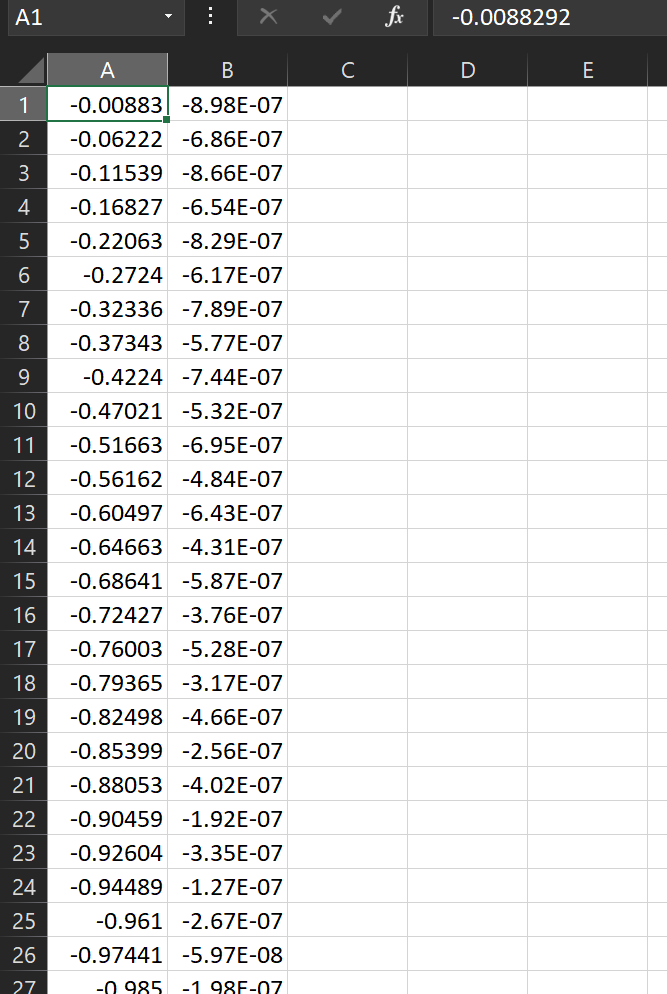 A1 fx -0.0088292
A B C D E
1 -0.00883 -8.98E-07
2 -0.06222 -6.86E-07
3 -0.11539 -8.66E-07
4 -0.16827 -6.54E-07
5 -0.22063 -8.29E-07
6 -0.2724 -6.17E-07
7 -0.32336 -7.89E-07
8 -0.37343 -5.77E-07
9 -0.4224 -7.44E-07
10 -0.47021 -5.32E-07
11 -0.51663 -6.95E-07
12 -0.56162 -4.84E-07
13 -0.60497 -6.43E-07
14 -0.64663 -4.31E-07
15 -0.68641 -5.87E-07
16 -0.72427 -3.76E-07
17 -0.76003 -5.28E-07
18 -0.79365 -3.17E-07
19 -0.82498 -4.66E-07
20 -0.85399 -2.56E-07
21 -0.88053 -4.02E-07
22 -0.90459 -1.92E-07
23 -0.92604 -3.35E-07
24 -0.94489 -1.27E-07
25 -0.961 -2.67E-07
26 -0.97441 -5.97E-08
27 -0.985 -1.98E-07